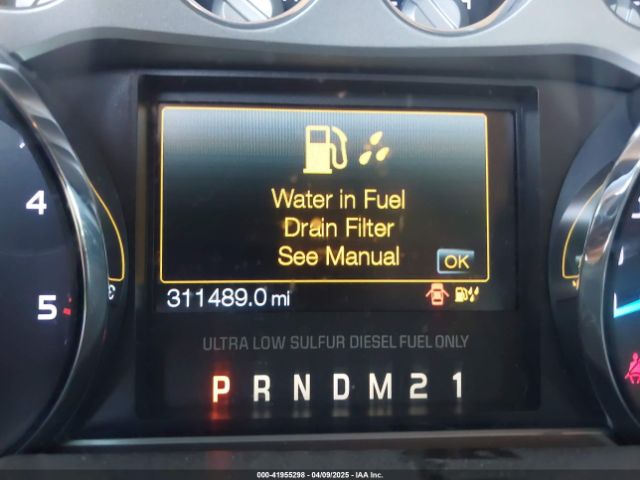 Water in Fuel
Drain Filter
See Manual
OK
4
311489.0 mi
5
3
ULTRA LOW SULFUR DIESEL FUEL ONLY
P R N D M 2 1
000-41955298 - 04/09/2025 - IAA Inc.